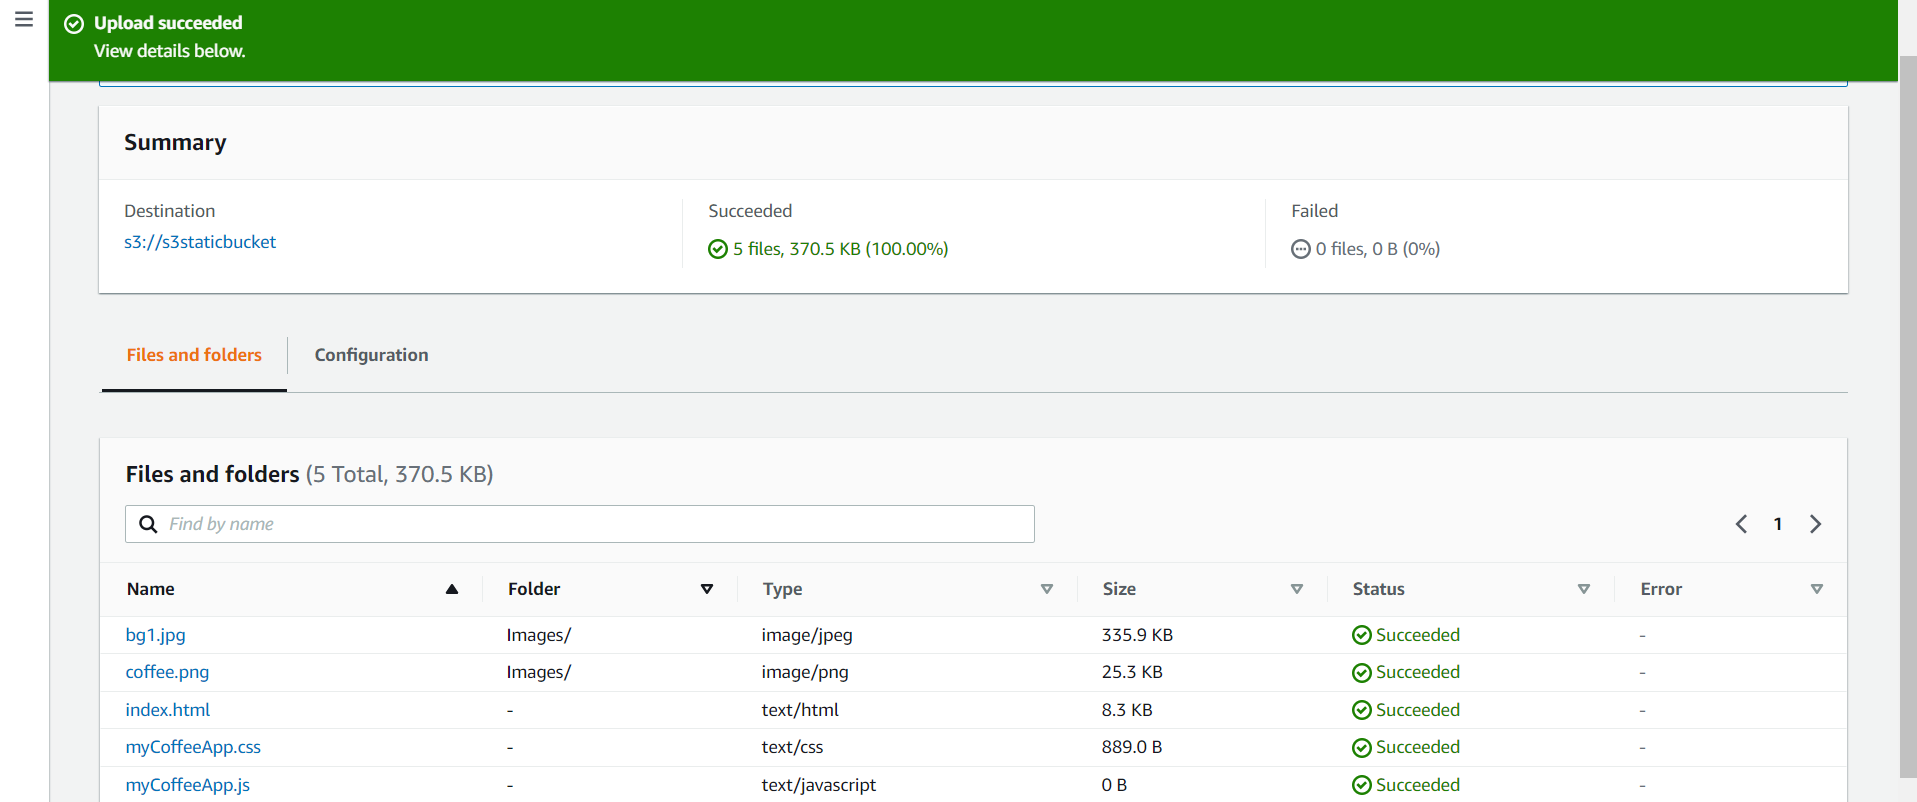 Upload succeeded
View details below.
Summary
Destination
s3://s3staticbucket
Succeeded
5 files, 370.5 KB (100.00%)
Failed
0 files, 0 B (0%)
Files and folders
Configuration
Files and folders (5 Total, 370.5 KB)
Find by name
1
Name Folder Type Size Status Error
bg1.jpg Images/ image/jpeg 335.9 KB Succeeded -
coffee.png Images/ image/png 25.3 KB Succeeded -
index.html - text/html 8.3 KB Succeeded -
myCoffeeApp.css - text/css 889.0 B Succeeded -
myCoffeeApp.js - text/javascript 0 B Succeeded -